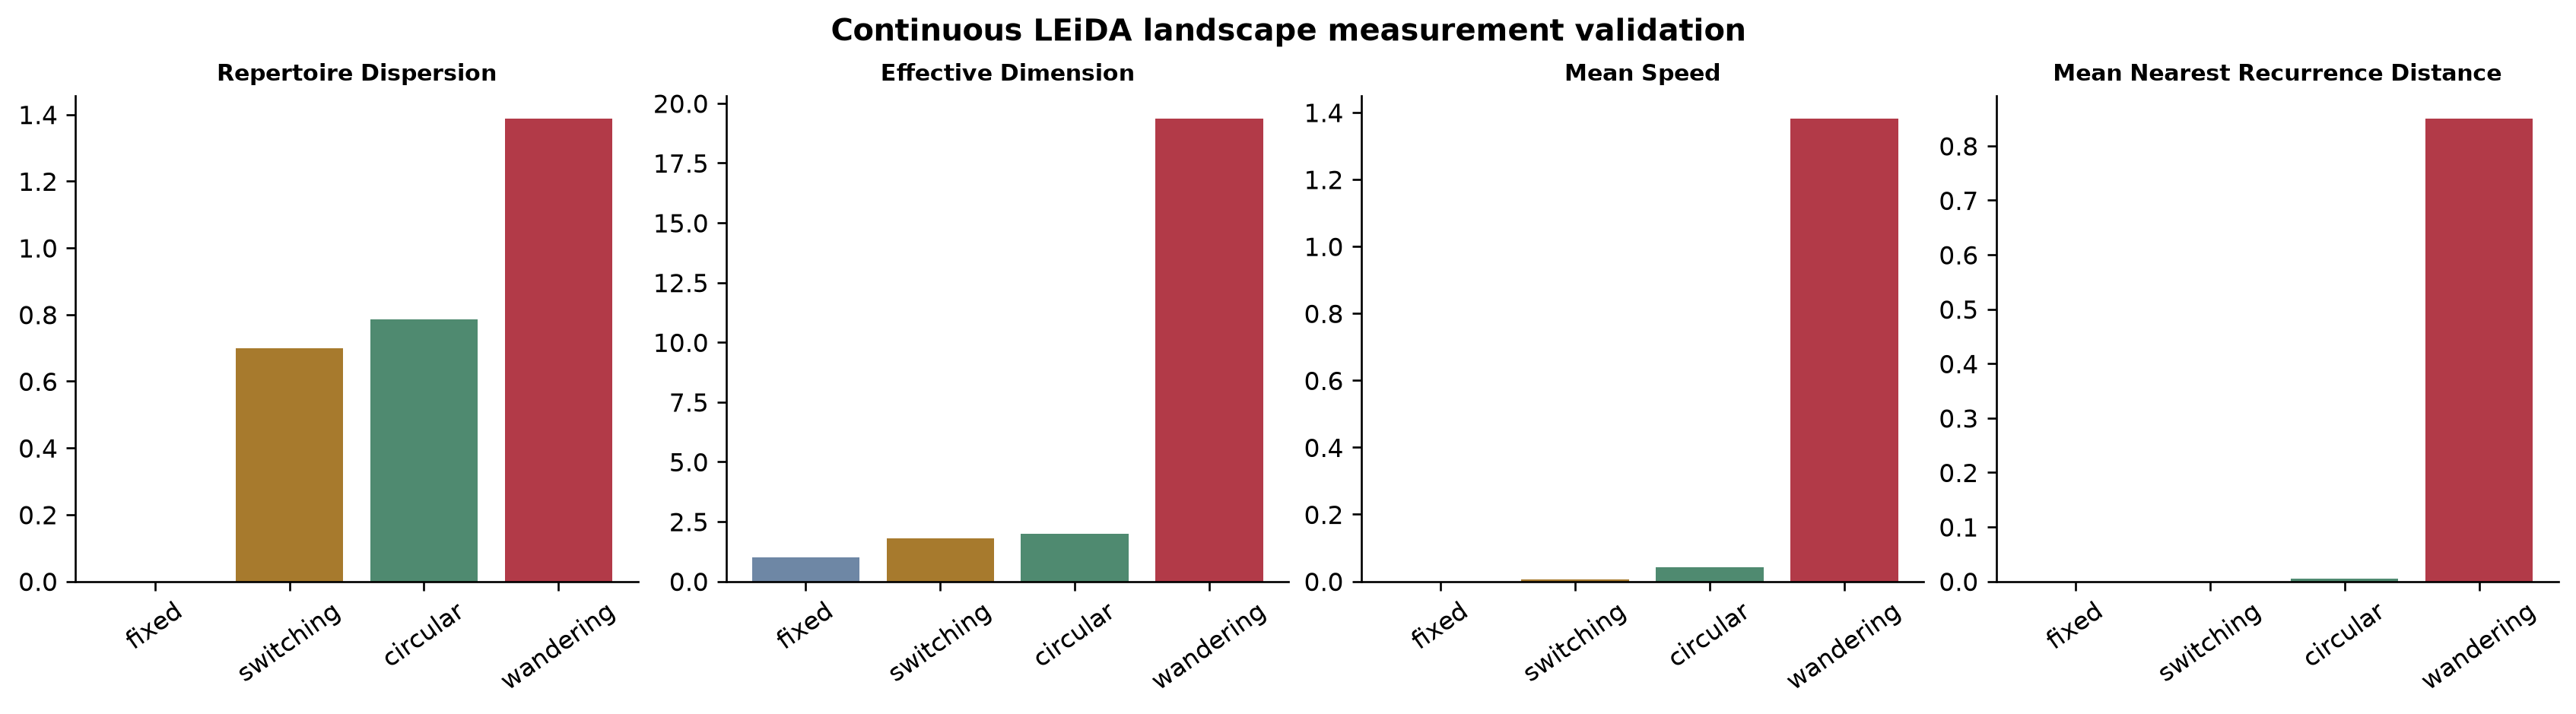 Continuous LEiDA landscape measurement validation
Repertoire Dispersion
1.4
1.2
1.0
0.8
0.6
0.4
0.2
0.0
fixed
switching
circular
wandering
Effective Dimension
20.0
17.5
15.0
12.5
10.0
7.5
5.0
2.5
0.0
fixed
switching
circular
wandering
Mean Speed
1.4
1.2
1.0
0.8
0.6
0.4
0.2
0.0
fixed
switching
circular
wandering
Mean Nearest Recurrence Distance
0.8
0.7
0.6
0.5
0.4
0.3
0.2
0.1
0.0
fixed
switching
circular
wandering